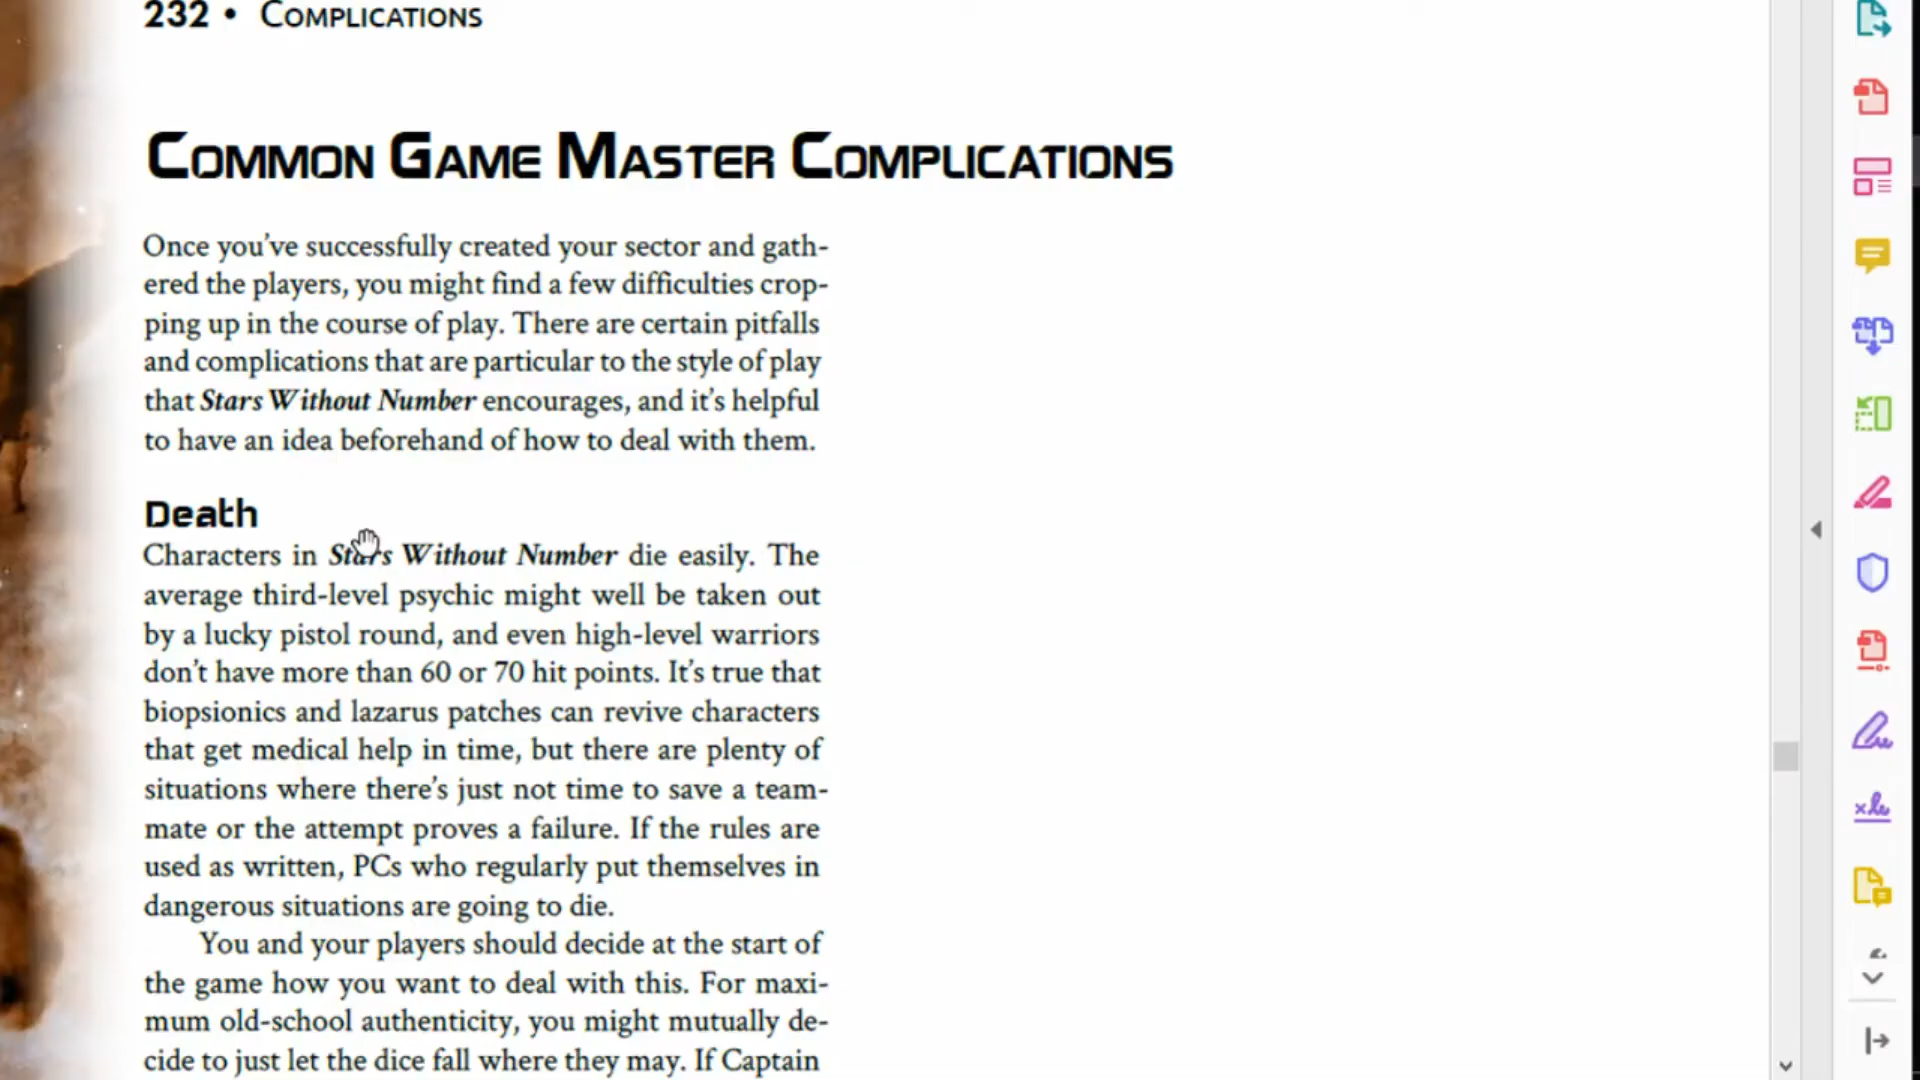 232 • Complications
Common Game Master Complications
Once you've successfully created your sector and gath-
ered the players, you might find a few difficulties crop-
ping up in the course of play. There are certain pitfalls
and complications that are particular to the style of play
that Stars Without Number encourages, and it's helpful
to have an idea beforehand of how to deal with them.
Death
Characters in Stars Without Number die easily. The
average third-level psychic might well be taken out
by a lucky pistol round, and even high-level warriors
don't have more than 60 or 70 hit points. It's true that
biopsionics and lazarus patches can revive characters
that get medical help in time, but there are plenty of
situations where there's just not time to save a team-
mate or the attempt proves a failure. If the rules are
used as written, PCs who regularly put themselves in
dangerous situations are going to die.
You and your players should decide at the start of
the game how you want to deal with this. For maxi-
mum old-school authenticity, you might mutually de-
cide to just let the dice fall where they may. If Captain